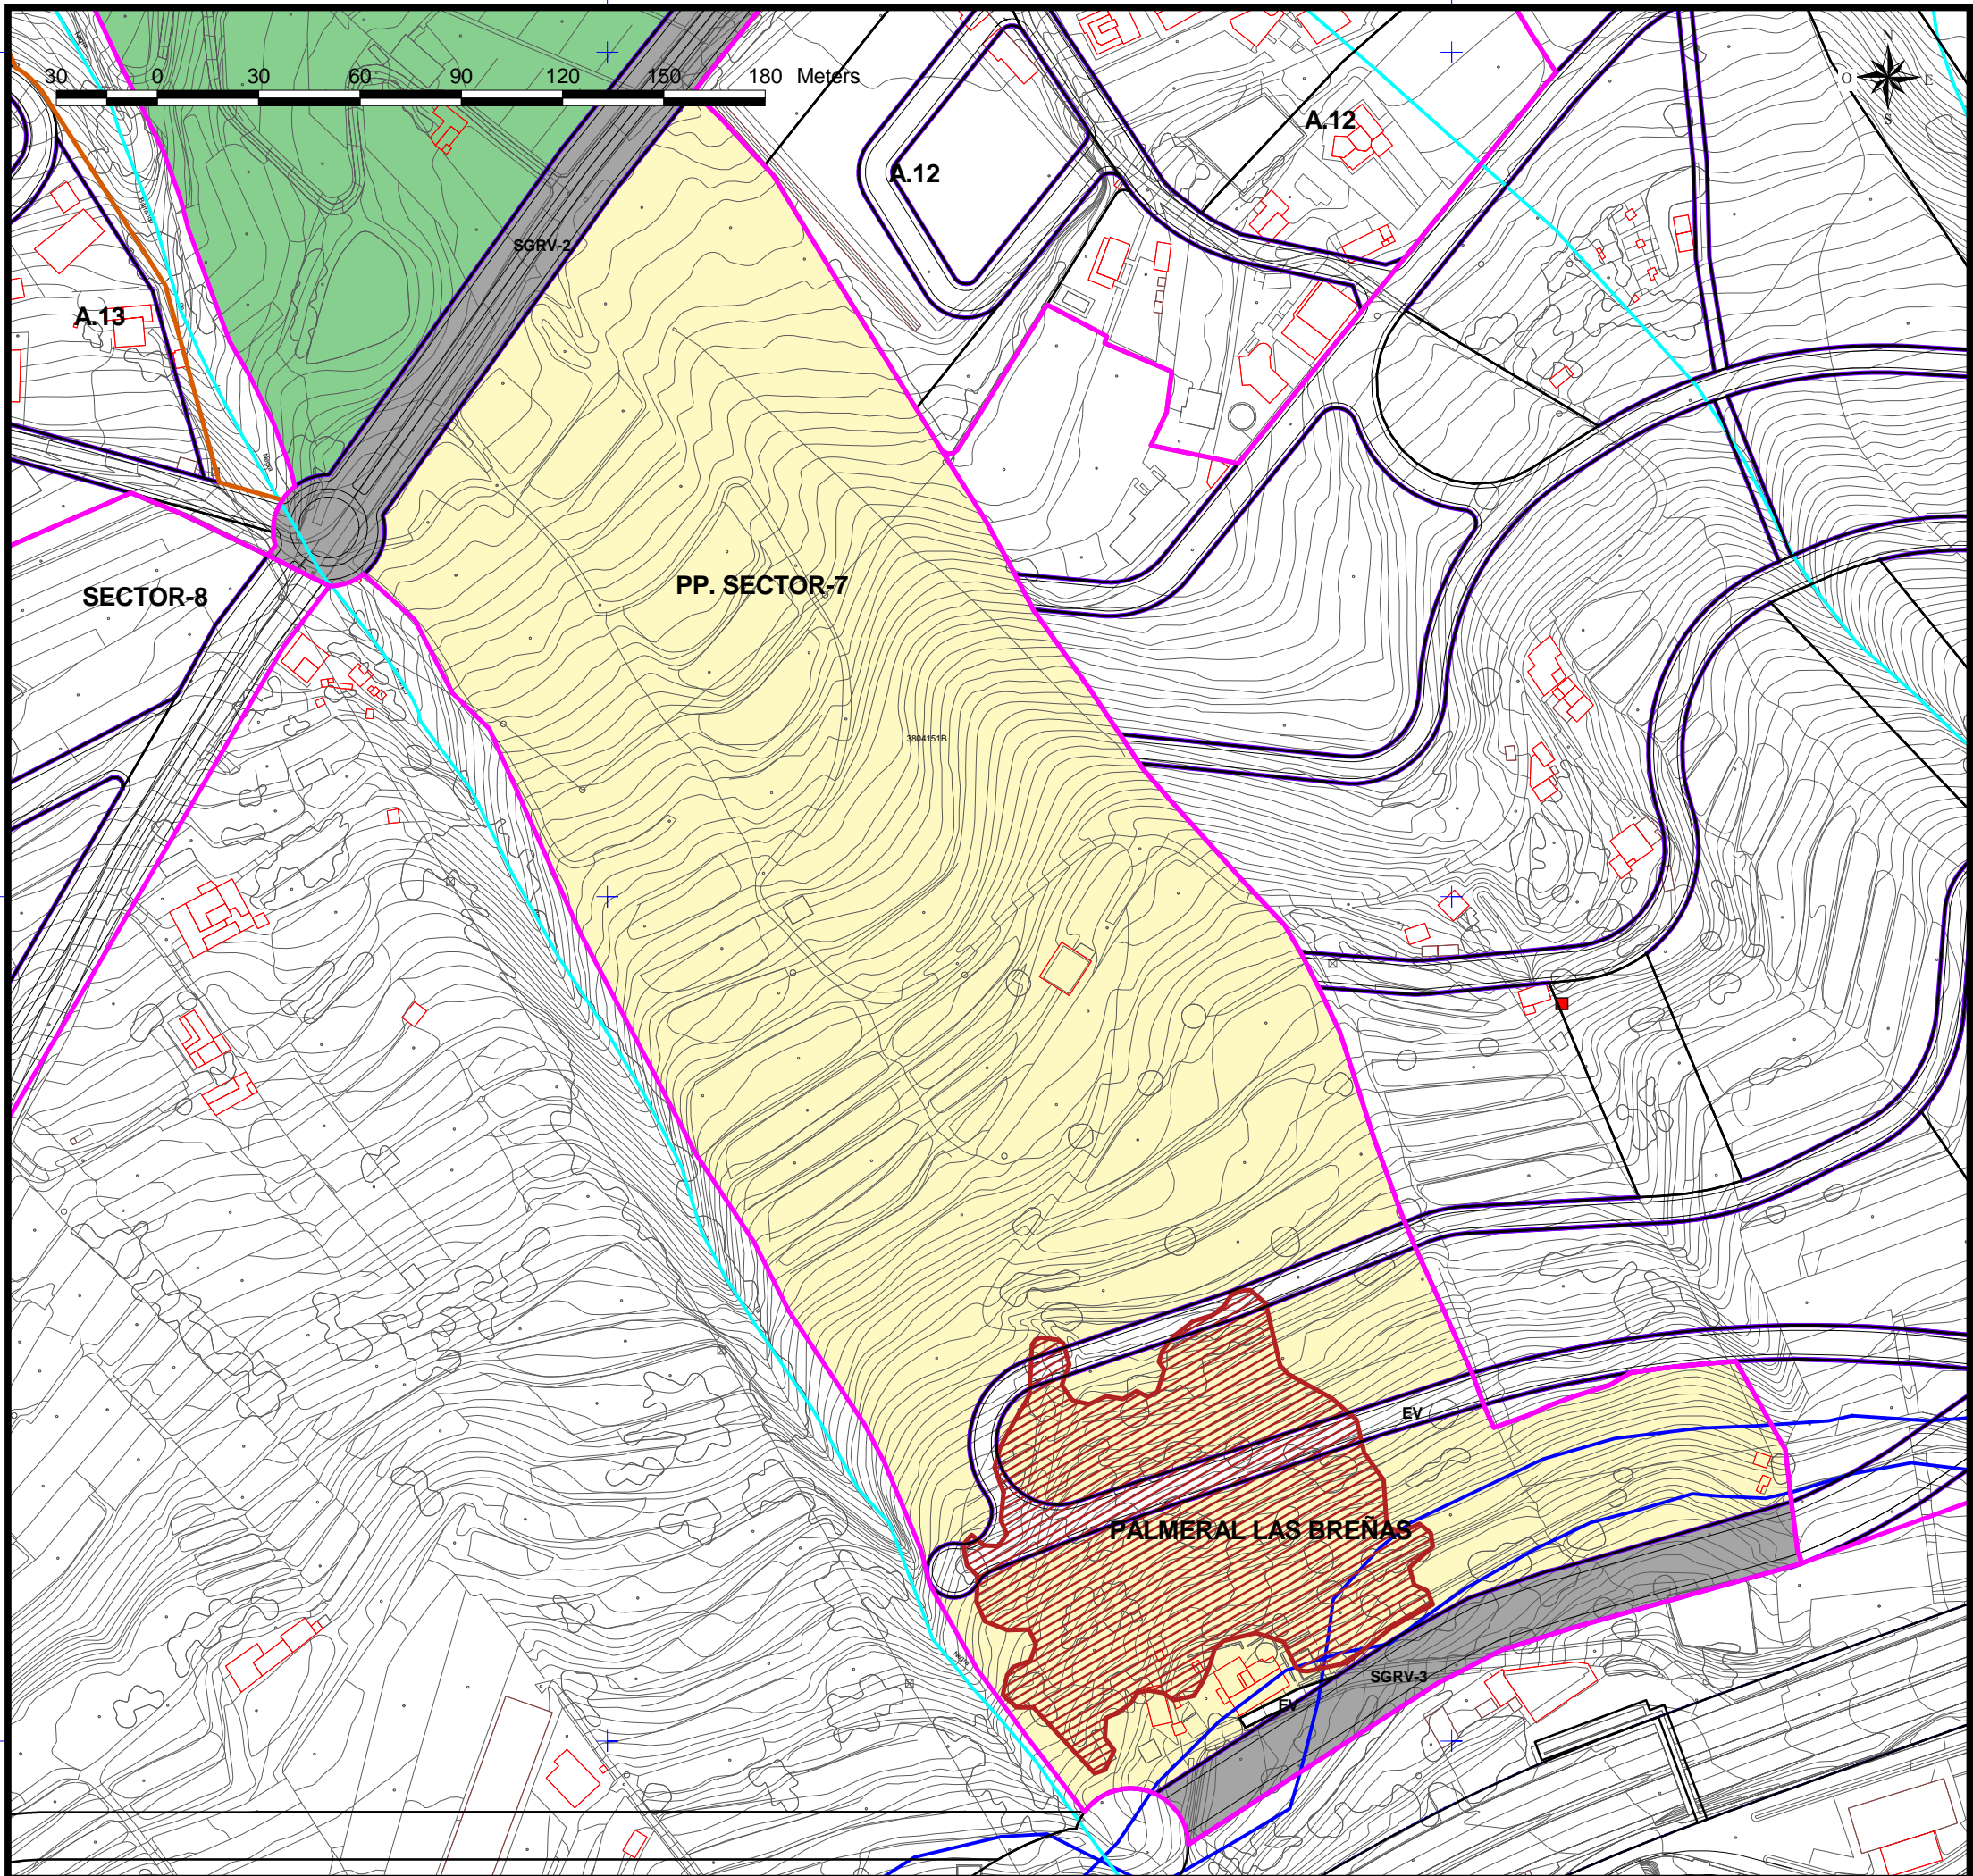 30 0 30 60 90 120 150 180 Meters
N
O E
S
A.12
A.12
SGRV-2
A.13
SECTOR-8
PP. SECTOR-7
3804151B
EV
PALMERAL LAS BREÑAS
SGRV-3
EV